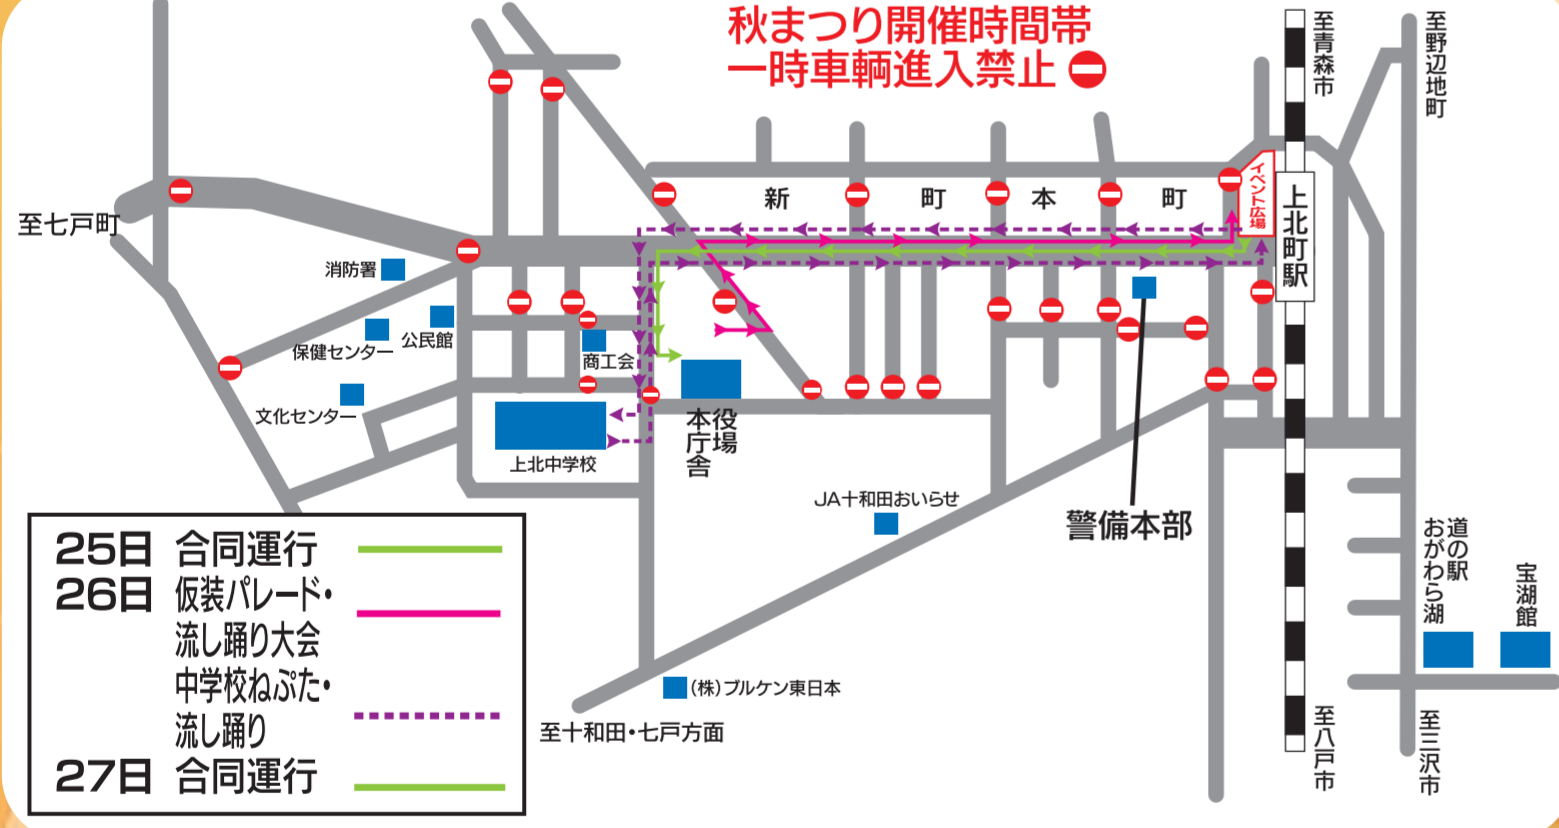 秋まつり開催時間帯
一時車輌進入禁止
至青森市
至野辺地町
至七戸町
新町
本町
イベント広場
上北町駅
消防署
保健センター
公民館
商工会
文化センター
上北中学校
役場
本庁舎
JA十和田おいらせ
警備本部
道の駅
おがわら湖
宝湖館
(株)ブルケン東日本
至十和田・七戸方面
至八戸市
至三沢市
25日 合同運行
26日 仮装パレード・
流し踊り大会
中学校ねぷた・
流し踊り
27日 合同運行